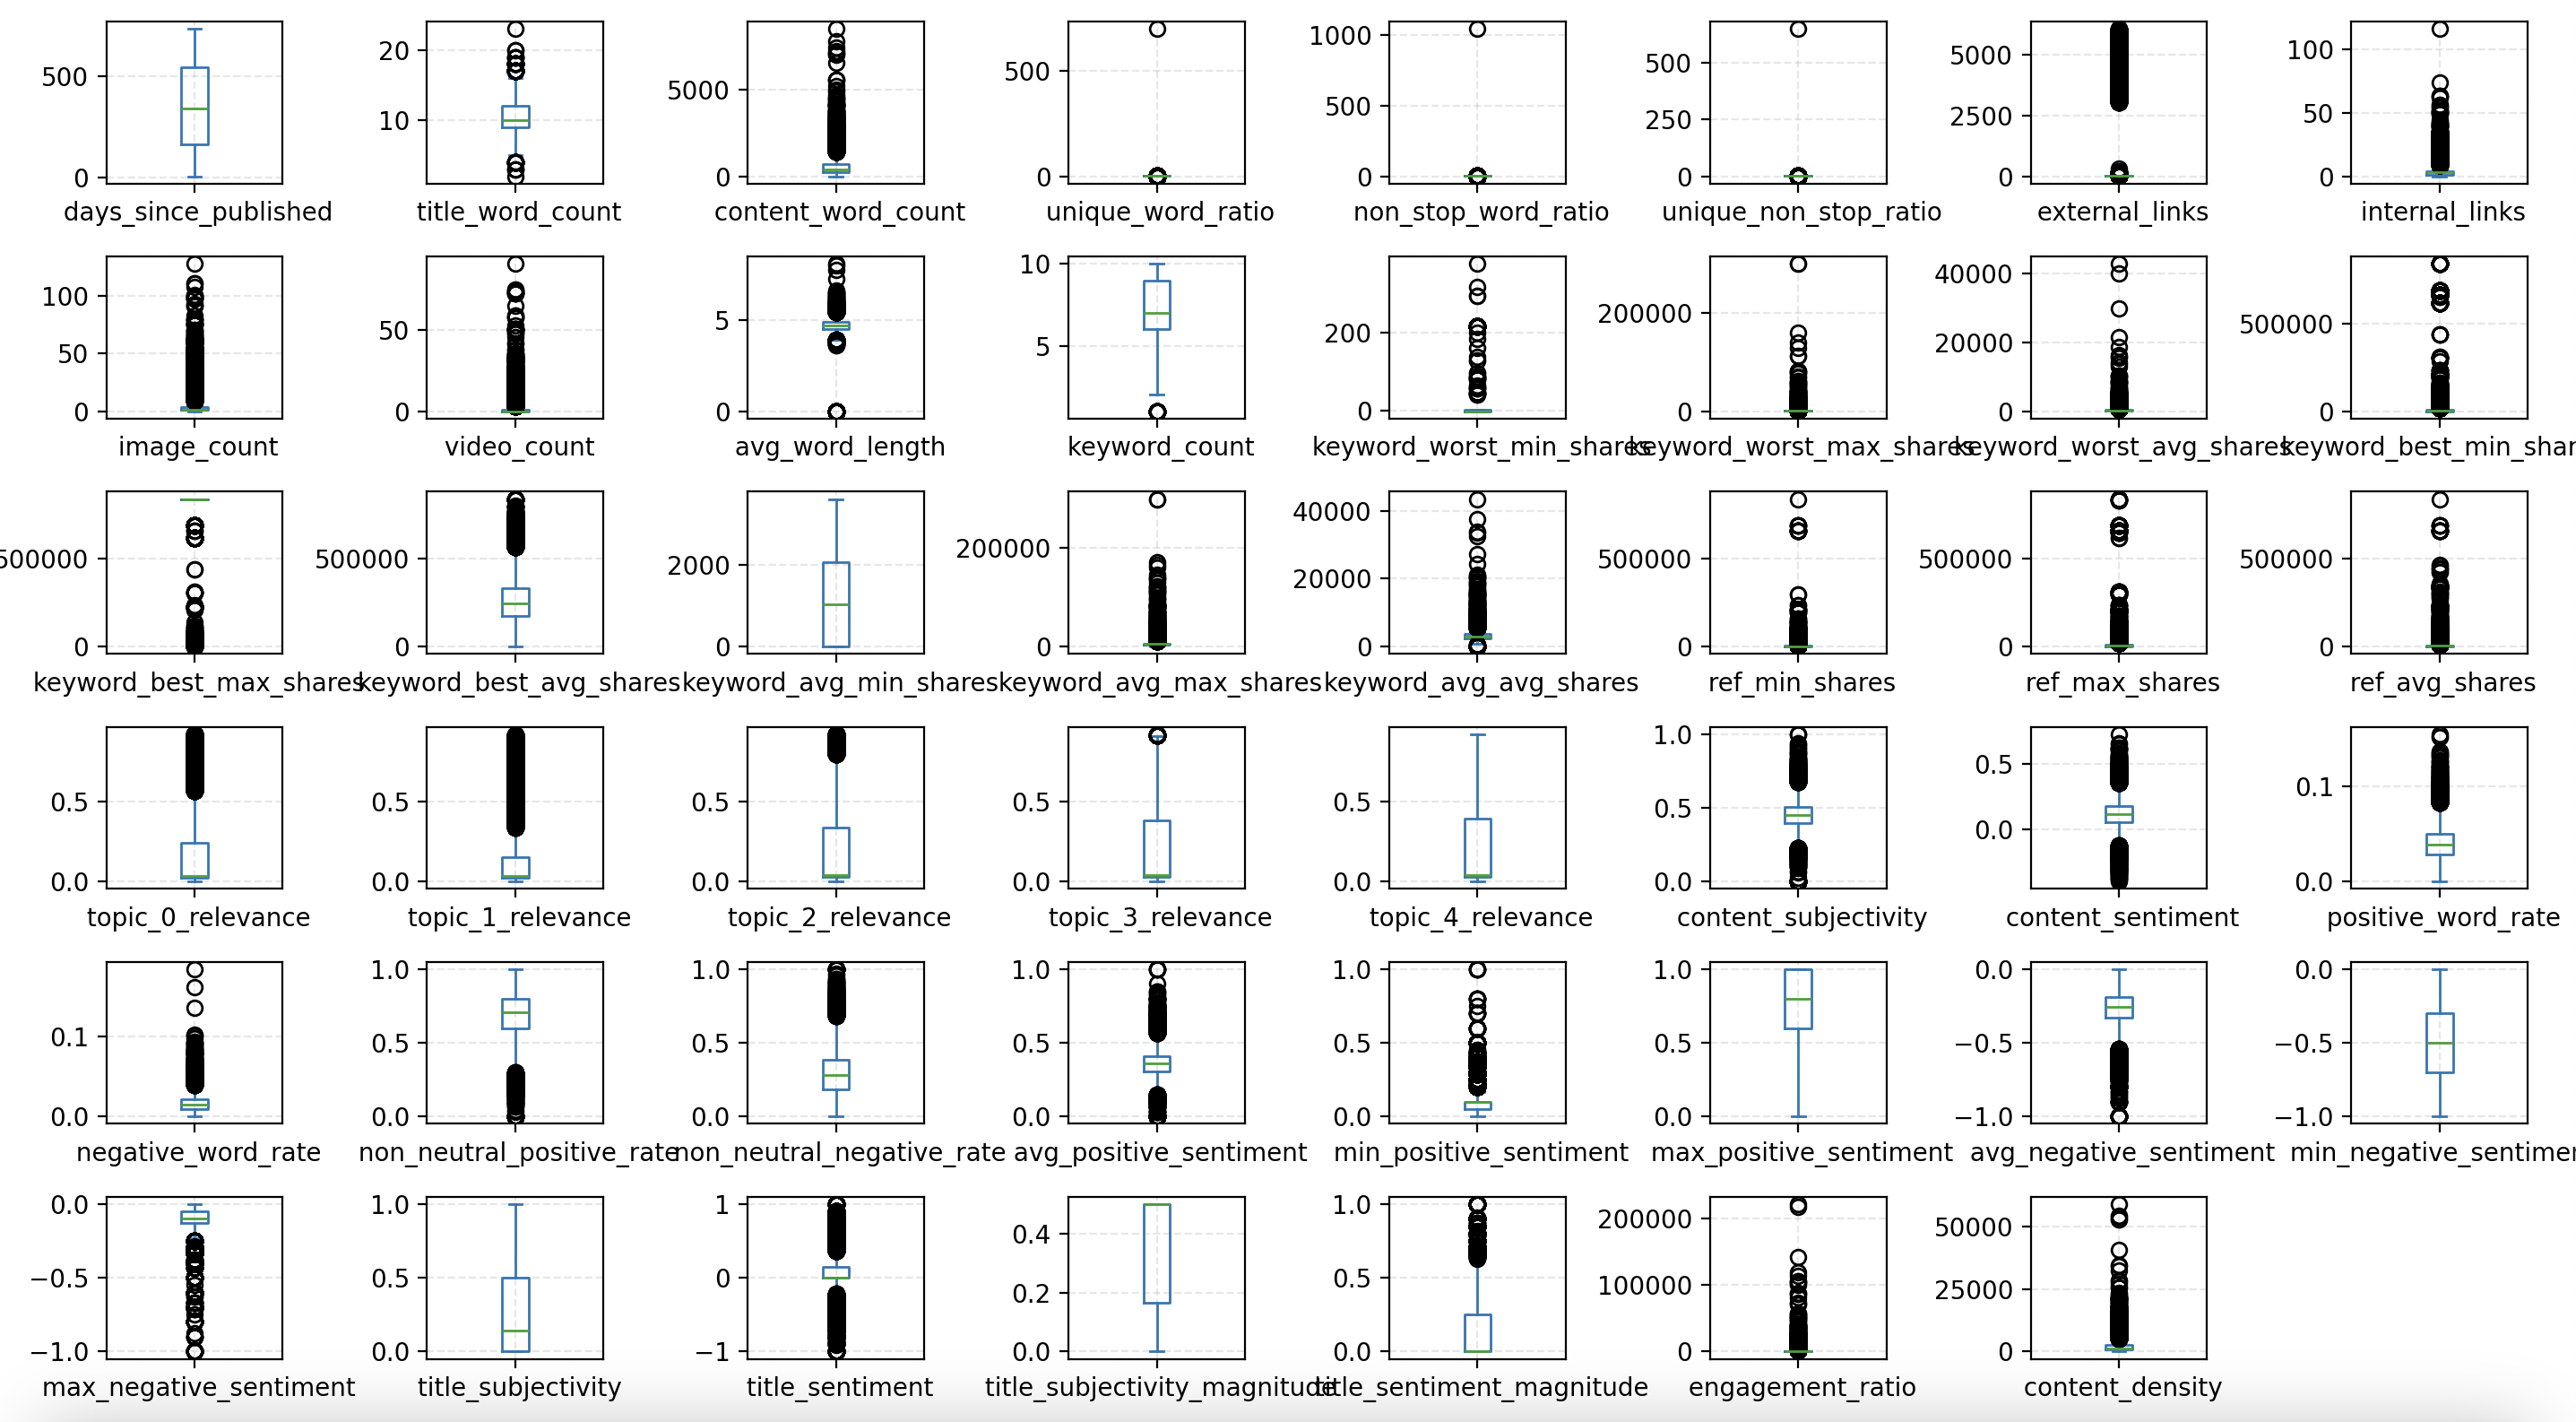 500
0
days_since_published
20
10
title_word_count
5000
0
content_word_count
500
0
unique_word_ratio
1000
500
0
non_stop_word_ratio
500
250
0
unique_non_stop_ratio
5000
2500
0
external_links
100
50
0
internal_links
100
50
0
image_count
50
0
video_count
5
0
avg_word_length
10
5
keyword_count
200
0
keyword_worst_min_shares
200000
0
keyword_worst_max_shares
40000
20000
0
keyword_worst_avg_shares
500000
0
keyword_best_min_shar
500000
0
keyword_best_max_shares
500000
0
keyword_best_avg_shares
2000
0
keyword_avg_min_shares
200000
0
keyword_avg_max_shares
40000
20000
0
keyword_avg_avg_shares
500000
0
ref_min_shares
500000
0
ref_max_shares
500000
0
ref_avg_shares
0.5
0.0
topic_0_relevance
0.5
0.0
topic_1_relevance
0.5
0.0
topic_2_relevance
0.5
0.0
topic_3_relevance
0.5
0.0
topic_4_relevance
1.0
0.5
0.0
content_subjectivity
0.5
0.0
content_sentiment
0.1
0.0
positive_word_rate
0.1
0.0
negative_word_rate
1.0
0.5
0.0
non_neutral_positive_rate
1.0
0.5
0.0
non_neutral_negative_rate
1.0
0.5
0.0
avg_positive_sentiment
1.0
0.5
0.0
min_positive_sentiment
1.0
0.5
0.0
max_positive_sentiment
0.0
−0.5
−1.0
avg_negative_sentiment
0.0
−0.5
−1.0
min_negative_sentimer
0.0
−0.5
−1.0
max_negative_sentiment
1.0
0.5
0.0
title_subjectivity
1
0
−1
title_sentiment
0.4
0.2
0.0
title_subjectivity_magnitude
1.0
0.5
0.0
title_sentiment_magnitude
200000
100000
0
engagement_ratio
50000
25000
0
content_density